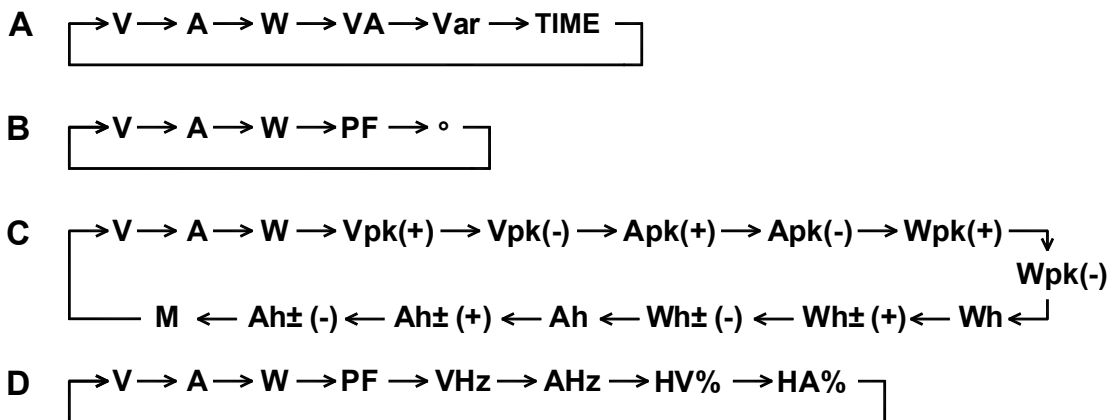 A V A W VA Var TIME
B V A W PF °
C V A W Vpk(+) Vpk(-) Apk(+) Apk(-) Wpk(+)
Wpk(-)
M Ah± (-) Ah± (+) Ah Wh± (-) Wh± (+) Wh
D V A W PF VHz AHz HV% HA%